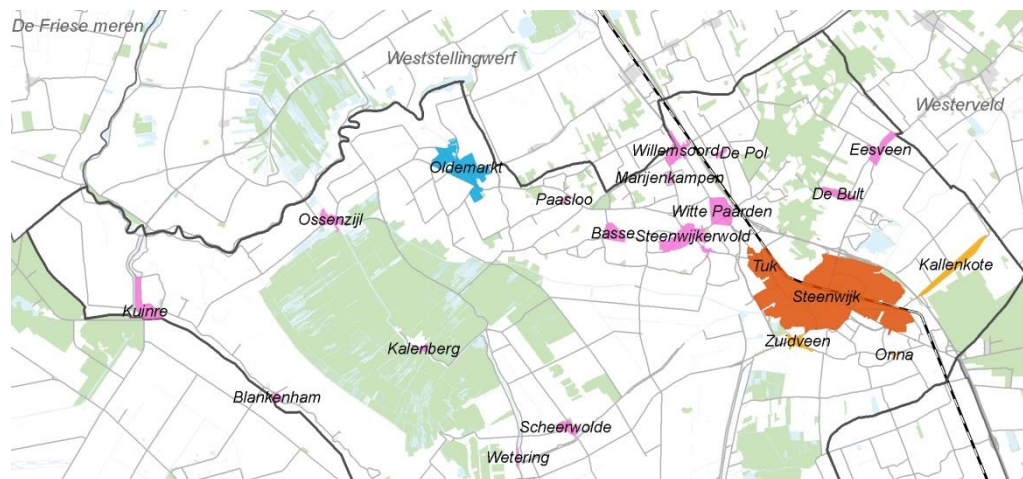 De Friese meren
Weststellingwerf
Westerveld
Willemsoord
De Pol
Eesveen
Oldemarkt
Marijenkampen
Paasloo
De Bult
Ossenzijl
Witte Paarden
Basse
Steenwijkerwold
Tuk
Kallenkote
Steenwijk
Kuinre
Zuidveen
Kalenberg
Onna
Blankenham
Scheerwolde
Wetering